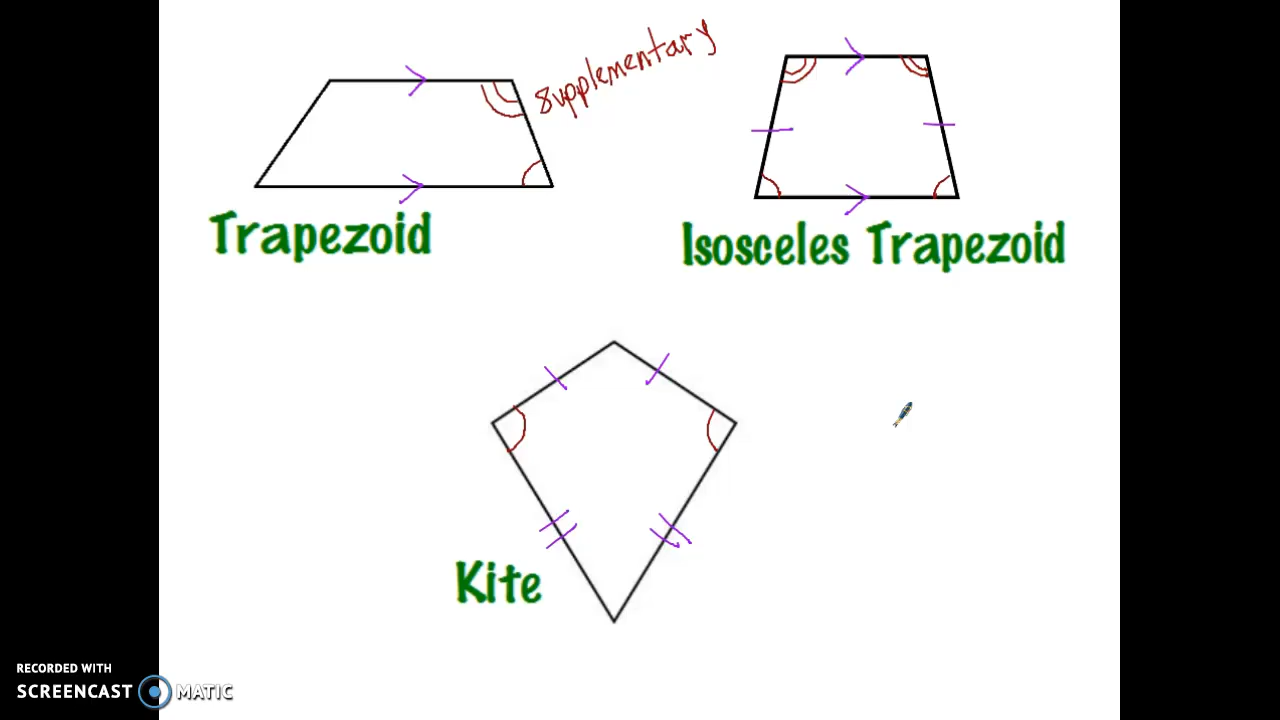 supplementary
Trapezoid
Isosceles Trapezoid
Kite
RECORDED WITH
SCREENCAST MATIC